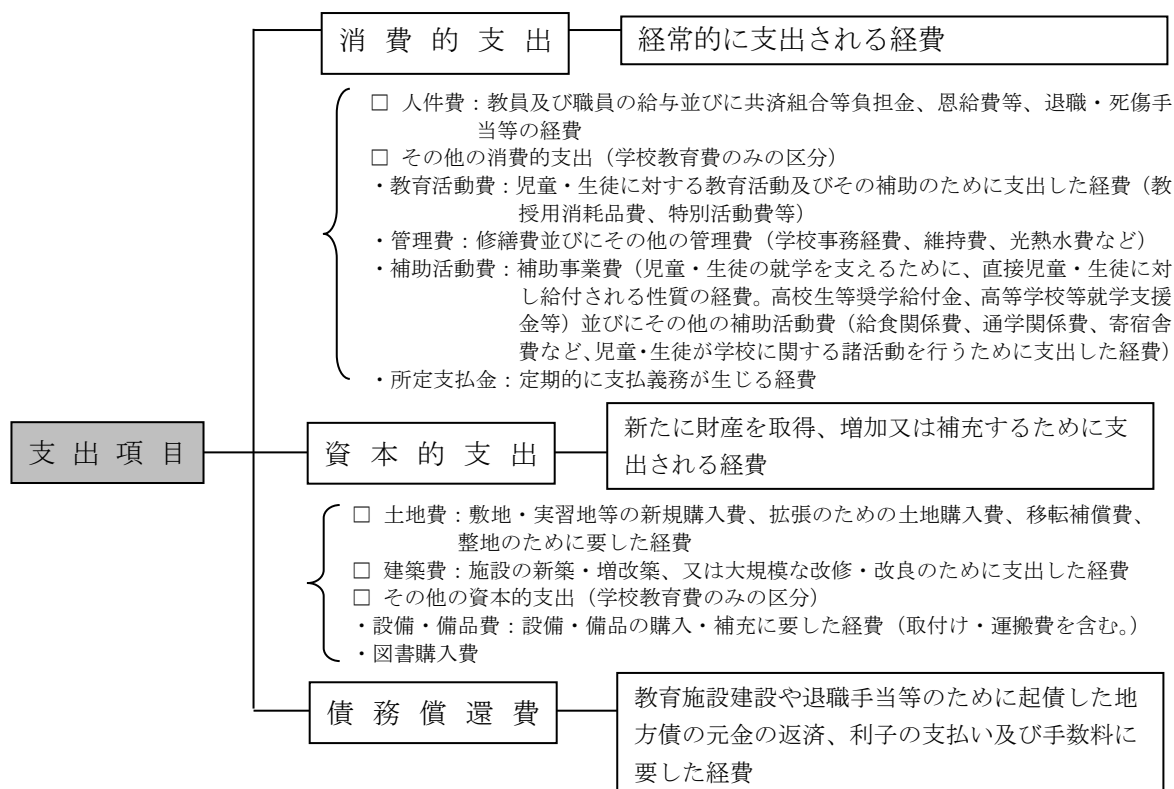 消費的支出
経常的に支出される経費
□ 人件費：教員及び職員の給与並びに共済組合等負担金、恩給費等、退職・死傷手
当等の経費
□ その他の消費的支出（学校教育費のみの区分）
・教育活動費：児童・生徒に対する教育活動及びその補助のために支出した経費（教
授用消耗品費、特別活動費等）
・管理費：修繕費並びにその他の管理費（学校事務経費、維持費、光熱水費など）
・補助活動費：補助事業費（児童・生徒の就学を支えるために、直接児童・生徒に対
し給付される性質の経費。高校生等奨学給付金、高等学校等就学支援
金等）並びにその他の補助活動費（給食関係費、通学関係費、寄宿舎
費など、児童・生徒が学校に関する諸活動を行うために支出した経費）
・所定支払金：定期的に支払義務が生じる経費
支出項目
資本的支出
新たに財産を取得、増加又は補充するために支
出される経費
□ 土地費：敷地・実習地等の新規購入費、拡張のための土地購入費、移転補償費、
整地のために要した経費
□ 建築費：施設の新築・増改築、又は大規模な改修・改良のために支出した経費
□ その他の資本的支出（学校教育費のみの区分）
・設備・備品費：設備・備品の購入・補充に要した経費（取付け・運搬費を含む。）
・図書購入費
債務償還費
教育施設建設や退職手当等のために起債した地
方債の元金の返済、利子の支払い及び手数料に
要した経費